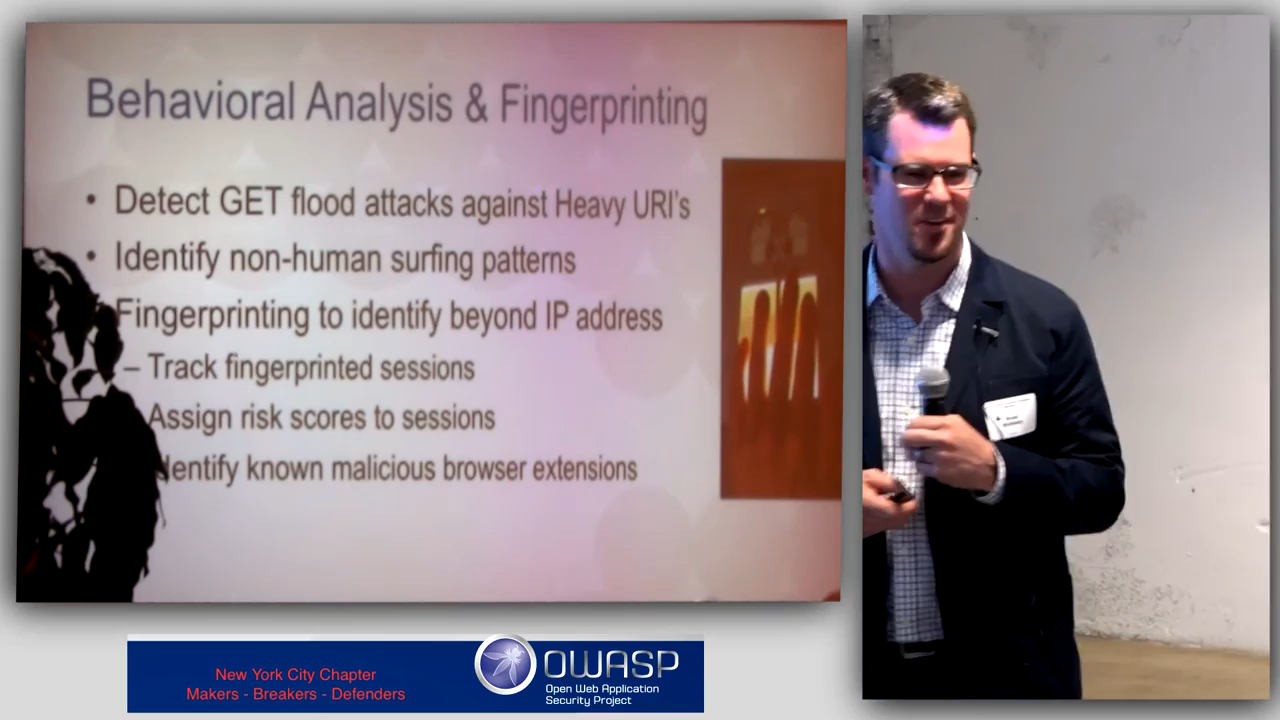 Behavioral Analysis & Fingerprinting
• Detect GET flood attacks against Heavy URI's
• Identify non-human surfing patterns
Fingerprinting to identify beyond IP address
– Track fingerprinted sessions
Assign risk scores to sessions
Identify known malicious browser extensions
New York City Chapter
Makers - Breakers - Defenders
OWASP
Open Web Application
Security Project